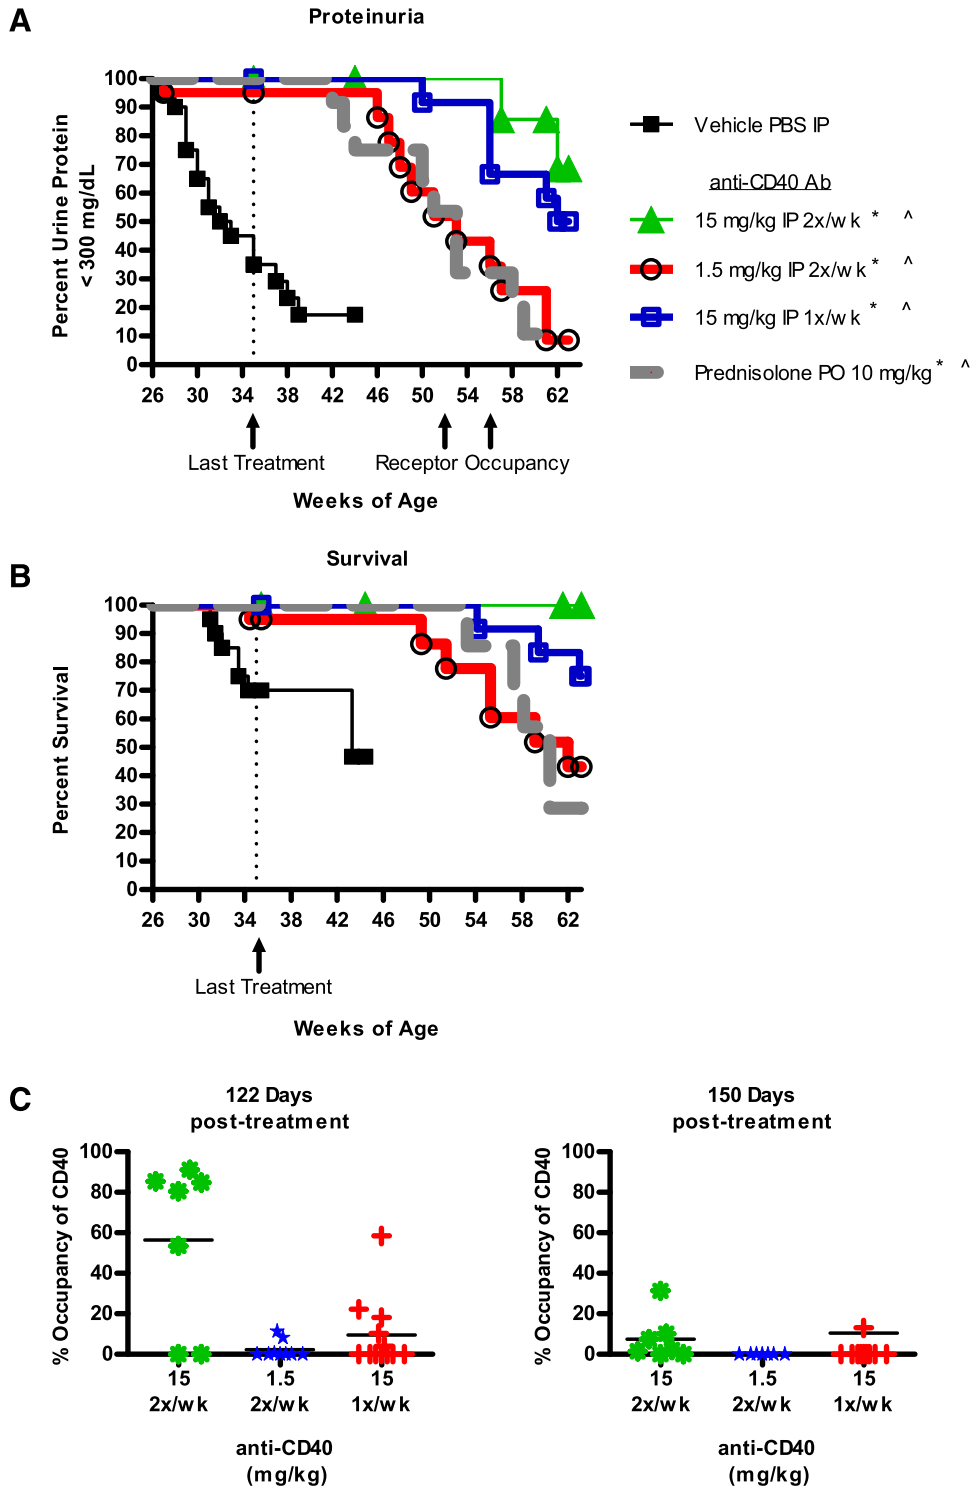 A
Proteinuria
100
90
80
70
60
50
40
30
20
10
0
Percent Urine Protein
< 300 mg/dL
26 30 34 38 42 46 50 54 58 62
Last Treatment
Receptor Occupancy
Weeks of Age
Vehicle PBS IP
anti-CD40 Ab
15 mg/kg IP 2x/wk * ^
1.5 mg/kg IP 2x/wk * ^
15 mg/kg IP 1x/wk * ^
Prednisolone PO 10 mg/kg * ^
B
Survival
100
90
80
70
60
50
40
30
20
10
0
Percent Survival
26 30 34 38 42 46 50 54 58 62
Last Treatment
Weeks of Age
C
122 Days
post-treatment
% Occupancy of CD40
100
80
60
40
20
0
15 1.5 15
2x/wk 2x/wk 1x/wk
anti-CD40
(mg/kg)
150 Days
post-treatment
% Occupancy of CD40
100
80
60
40
20
0
15 1.5 15
2x/wk 2x/wk 1x/wk
anti-CD40
(mg/kg)